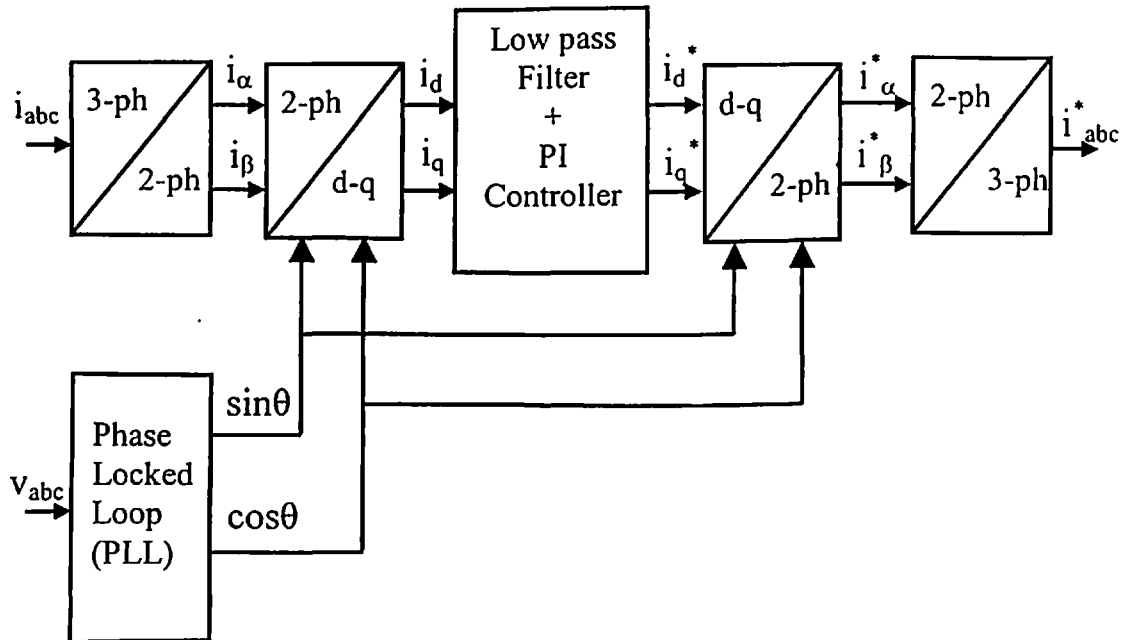 i_abc
3-ph
2-ph
i_α
i_β
2-ph
d-q
i_d
i_q
Low pass
Filter
+
PI
Controller
i_d^*
i_q^*
d-q
2-ph
i^*_α
i^*_β
2-ph
3-ph
i^*_abc
v_abc
Phase
Locked
Loop
(PLL)
sinθ
cosθ